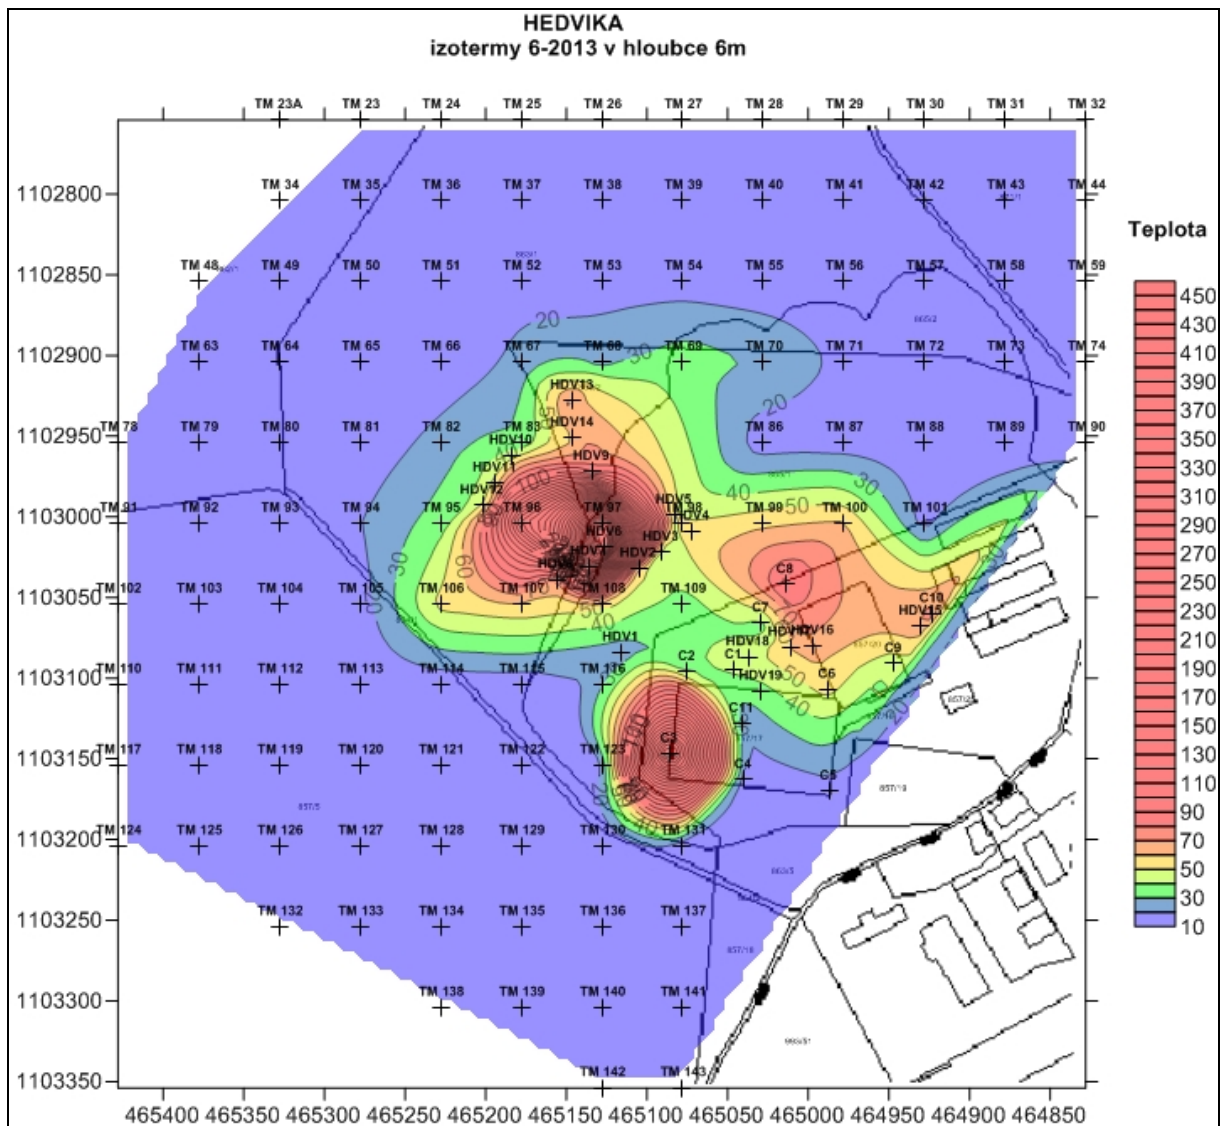 HEDVIKA
izotermy 6-2013 v hloubce 6m
TM 23A TM 23 TM 24 TM 25 TM 26 TM 27 TM 28 TM 29 TM 30 TM 31 TM 32
1102800 TM 34 TM 35 TM 36 TM 37 TM 38 TM 39 TM 40 TM 41 TM 42 TM 43 TM 44
Teplota
1102850 TM 48 TM 49 TM 50 TM 51 TM 52 TM 53 TM 54 TM 55 TM 56 TM 57 TM 58 TM 59
20
865/2
1102900 TM 63 TM 64 TM 65 TM 66 TM 67 TM 68 30 TM 69 TM 70 TM 71 TM 72 TM 73 TM 74
HDV13
20
HDV14
1102950 TM 78 TM 79 TM 80 TM 81 TM 82 TM 83 HDV10 TM 86 TM 87 TM 88 TM 89 TM 90
HDV9
HDV11
100 40 50 30
HDV12
HDV5
1103000 TM 91 TM 92 TM 93 TM 94 TM 95 TM 96 TM 97 TM 98 TM 99 TM 100 TM 101
HDV6
HDV3
HDV7 HDV2
30 60
C8
1103050 TM 102 TM 103 TM 104 TM 105 TM 106 TM 107 TM 108 TM 109
50 40
C7 C10
HDV15
HDV16
HDV1 HDV18
C1 C2 C9
1103100 TM 110 TM 111 TM 112 TM 113 TM 114 TM 115 TM 116
HDV19 C6
50 40
C11
100
C3
1103150 TM 117 TM 118 TM 119 TM 120 TM 121 TM 122 TM 123
C4 C5
20
857/19
857/5
1103200 TM 124 TM 125 TM 126 TM 127 TM 128 TM 129 TM 130 TM 131
863/5
1103250 TM 132 TM 133 TM 134 TM 135 TM 136 TM 137
857/18
1103300 TM 138 TM 139 TM 140 TM 141
1103350 TM 142 TM 143
465400 465350 465300 465250 465200 465150 465100 465050 465000 464950 464900 464850
450
430
410
390
370
350
330
310
290
270
250
230
210
190
170
150
130
110
90
70
50
30
10